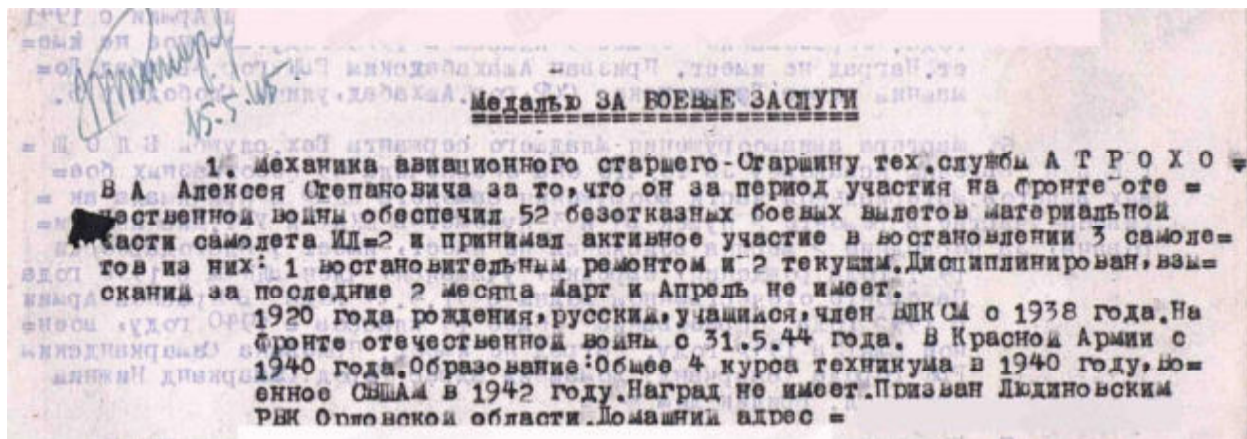 15.5.45
Медалью ЗА БОЕВЫЕ ЗАСЛУГИ
1. Механика авиационного старшего-Старшину тех.службы А Т Р О Х О =
В А Алексея Степановича за то,что он за период участия на фронте оте =
чественной войны обеспечил 52 безотказных боевых вылетов материальной
части самолета ИЛ=2 и принимал активное участие в востановлении 3 самоле=
тов из них: 1 востановительным ремонтом и 2 текущим.Дисциплинирован,взы=
сканий за последние 2 месяца Март и Апрель не имеет.
1920 года рождения,русский,учащийся,член ВЛКСМ с 1938 года.На
фронте отечественной войны с 31.5.44 года. В Красной Армии с
1940 года.Образование:Общее 4 курса техникума в 1940 году,Во=
енное СВШАМ в 1942 году.Наград не имеет.Призван Людиновским
РВК Орловской области.Домашний адрес =